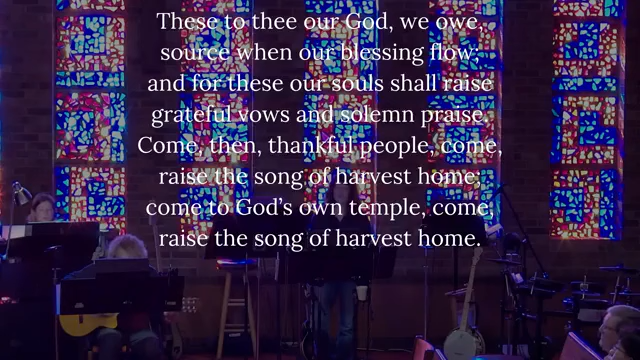 These to thee our God, we owe,
source when our blessing flow;
and for these our souls shall raise
grateful vows and solemn praise.
Come, then, thankful people, come,
raise the song of harvest home;
come to God’s own temple, come,
raise the song of harvest home.